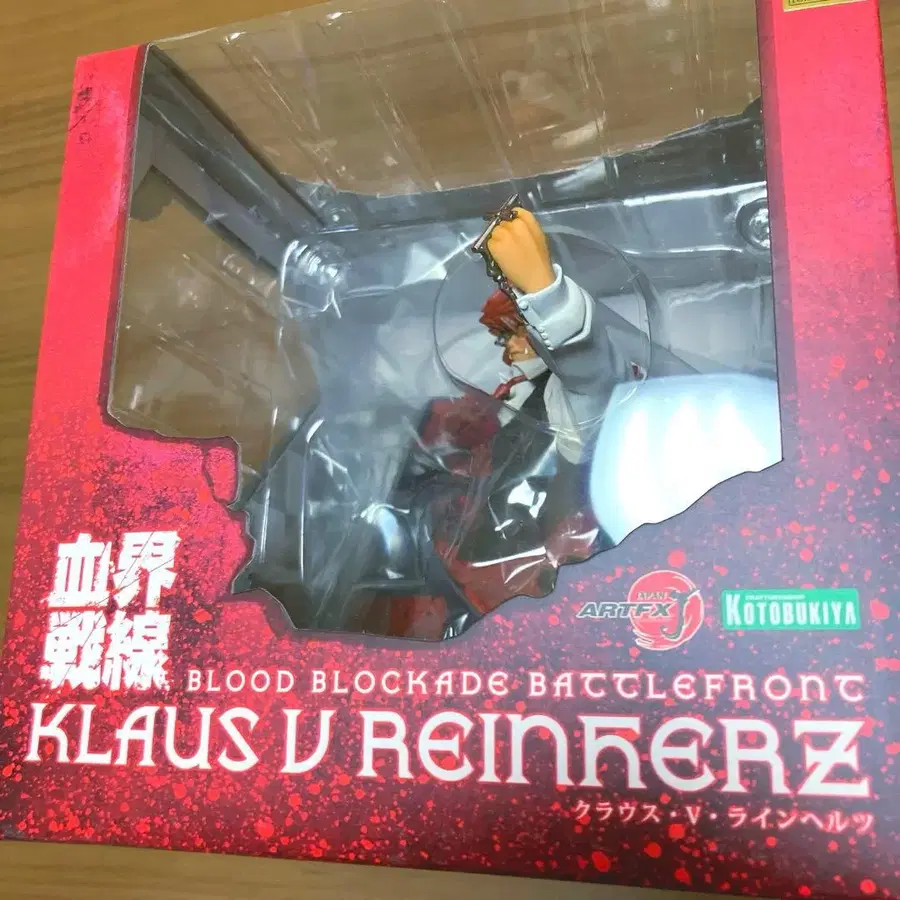 血界
戦線
BLOOD BLOCKADE BATTLEFRONT
KLAUS V REINHERZ
クラウス・V・ラインヘルツ
ARTFX J
KOTOBUKIYA